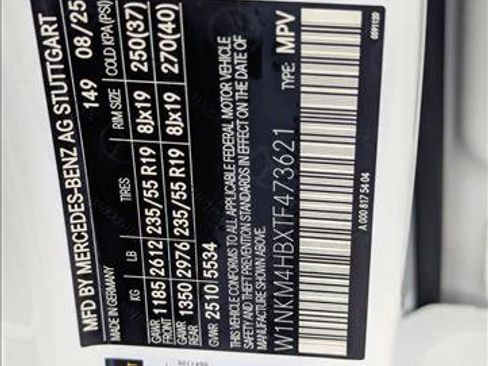 MFD BY MERCEDES-BENZ AG STUTTGART
MADE IN GERMANY 149 08/25
KG LB TIRES RIM SIZE COLD KPA (PSI)
GAWR FRONT 1185 2612 235/55 R19 8Jx19 250(37)
GAWR REAR 1350 2976 235/55 R19 8Jx19 270(40)
GVWR 2510 5534
THIS VEHICLE CONFORMS TO ALL APPLICABLE FEDERAL MOTOR VEHICLE
SAFETY AND THEFT PREVENTION STANDARDS IN EFFECT ON THE DATE OF
MANUFACTURE SHOWN ABOVE.
W1NKM4HBXTF473621 TYPE: MPV
A 000 817 54 04